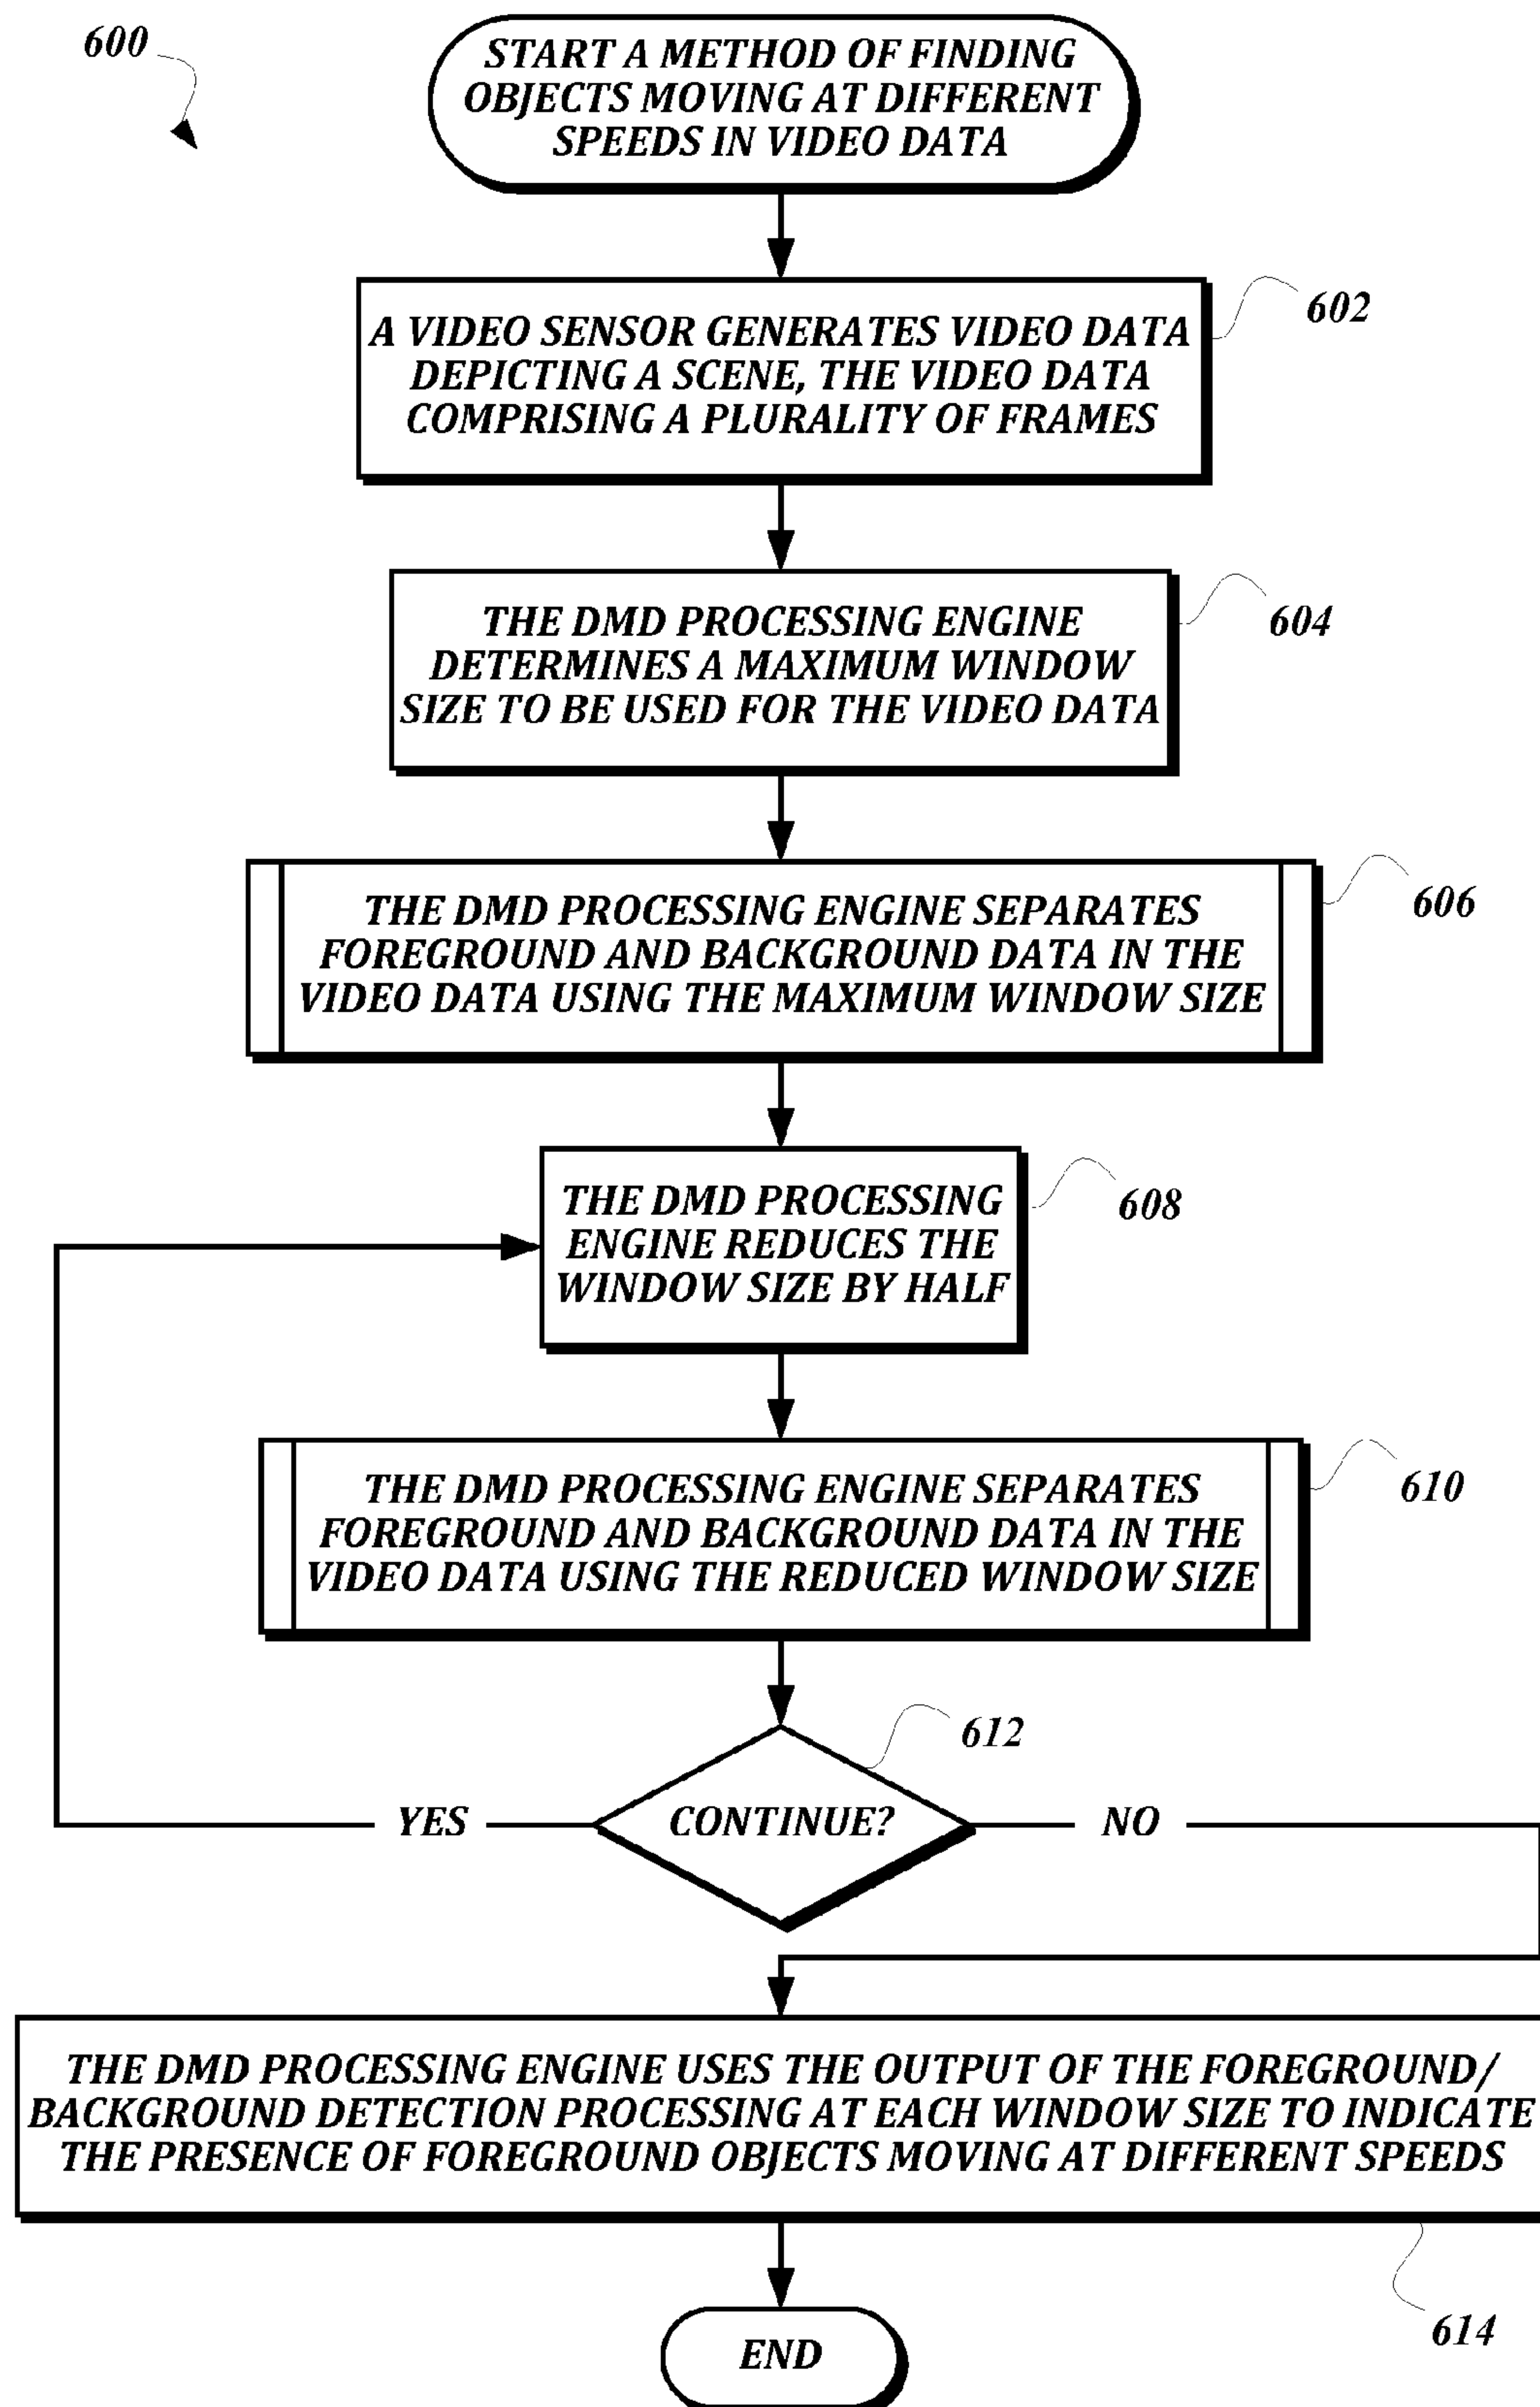 600
START A METHOD OF FINDING
OBJECTS MOVING AT DIFFERENT
SPEEDS IN VIDEO DATA
A VIDEO SENSOR GENERATES VIDEO DATA
DEPICTING A SCENE, THE VIDEO DATA
COMPRISING A PLURALITY OF FRAMES
602
THE DMD PROCESSING ENGINE
DETERMINES A MAXIMUM WINDOW
SIZE TO BE USED FOR THE VIDEO DATA
604
THE DMD PROCESSING ENGINE SEPARATES
FOREGROUND AND BACKGROUND DATA IN THE
VIDEO DATA USING THE MAXIMUM WINDOW SIZE
606
THE DMD PROCESSING
ENGINE REDUCES THE
WINDOW SIZE BY HALF
608
THE DMD PROCESSING ENGINE SEPARATES
FOREGROUND AND BACKGROUND DATA IN THE
VIDEO DATA USING THE REDUCED WINDOW SIZE
610
612
YES
CONTINUE?
NO
THE DMD PROCESSING ENGINE USES THE OUTPUT OF THE FOREGROUND/
BACKGROUND DETECTION PROCESSING AT EACH WINDOW SIZE TO INDICATE
THE PRESENCE OF FOREGROUND OBJECTS MOVING AT DIFFERENT SPEEDS
614
END